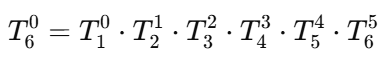 T_6^0 = T_1^0 · T_2^1 · T_3^2 · T_4^3 · T_5^4 · T_6^5